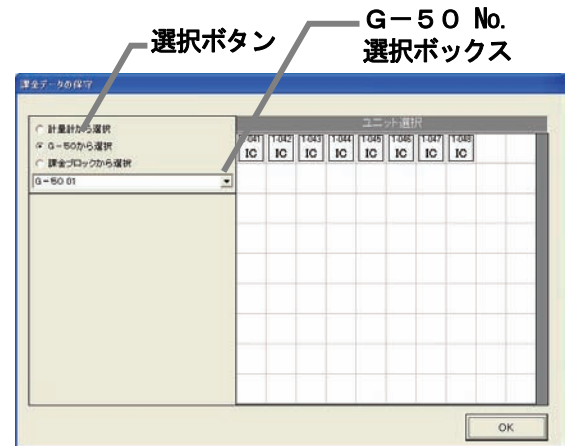 G－５０ No.
選択ボタン
選択ボックス
課金データの保守
計量計から選択
G－50から選択
課金ブロックから選択
G－50 01
ユニット選択
1-041 1-042 1-043 1-044 1-045 1-046 1-047 1-048
IC IC IC IC IC IC IC IC
OK